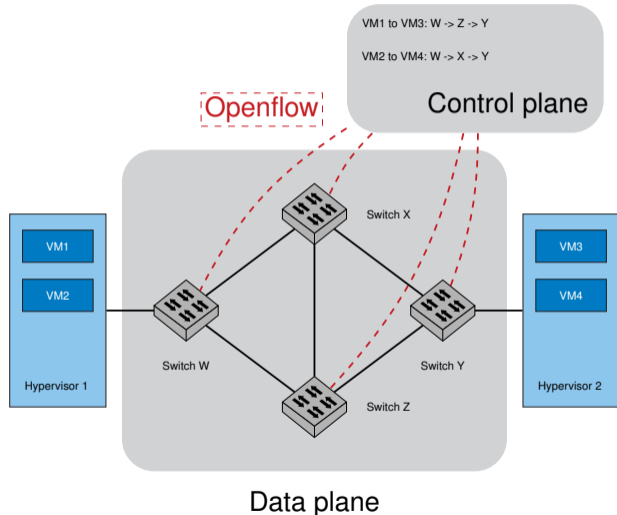 VM1 to VM3: W -> Z -> Y
VM2 to VM4: W -> X -> Y
Openflow
Control plane
Switch X
VM1
VM3
VM2
VM4
Switch W
Switch Y
Hypervisor 1
Hypervisor 2
Switch Z
Data plane